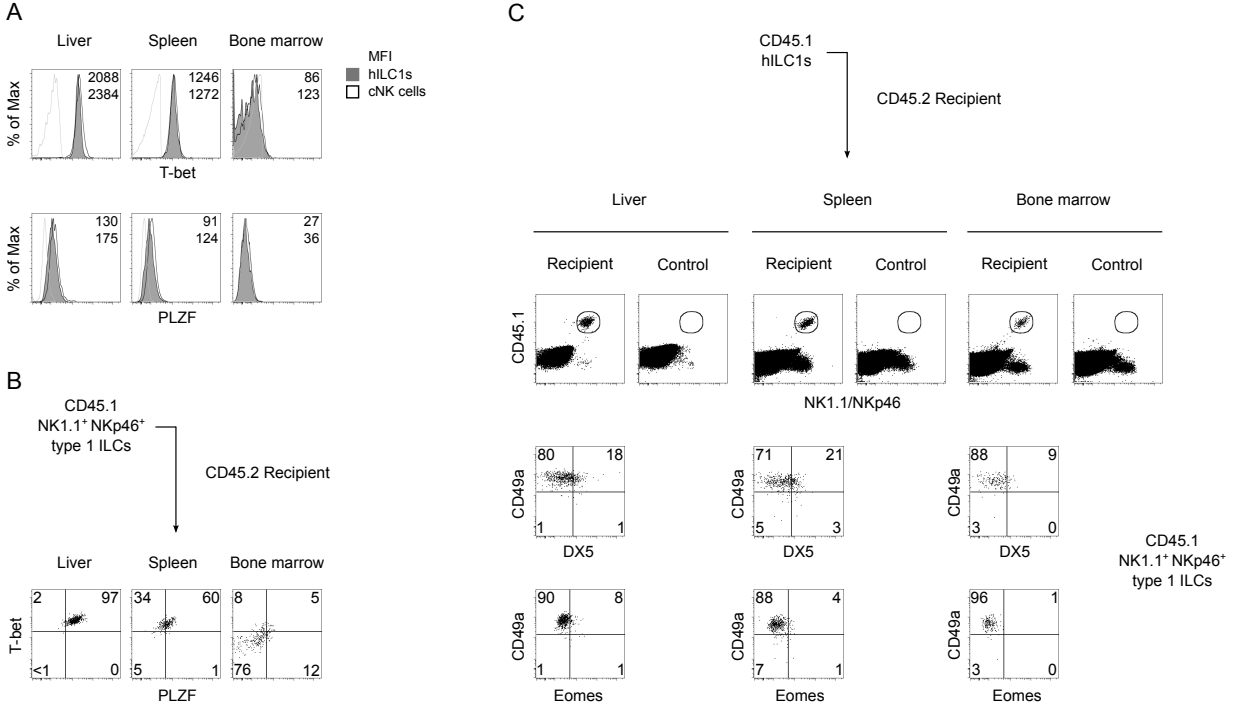 A
Liver
Spleen
Bone marrow
MFI
hILC1s
cNK cells
% of Max
2088
2384
1246
1272
86
123
T-bet
% of Max
130
175
91
124
27
36
PLZF
B
CD45.1
NK1.1+ NKp46+
type 1 ILCs
CD45.2 Recipient
Liver
Spleen
Bone marrow
T-bet
2 97
<1 0
34 60
5 1
8 5
76 12
PLZF
C
CD45.1
hILC1s
CD45.2 Recipient
Liver
Spleen
Bone marrow
Recipient
Control
Recipient
Control
Recipient
Control
CD45.1
NK1.1/NKp46
CD49a
80 18
1 1
DX5
CD49a
71 21
5 3
DX5
CD49a
88 9
3 0
DX5
CD45.1
NK1.1+ NKp46+
type 1 ILCs
CD49a
90 8
1 1
Eomes
CD49a
88 4
7 1
Eomes
CD49a
96 1
3 0
Eomes